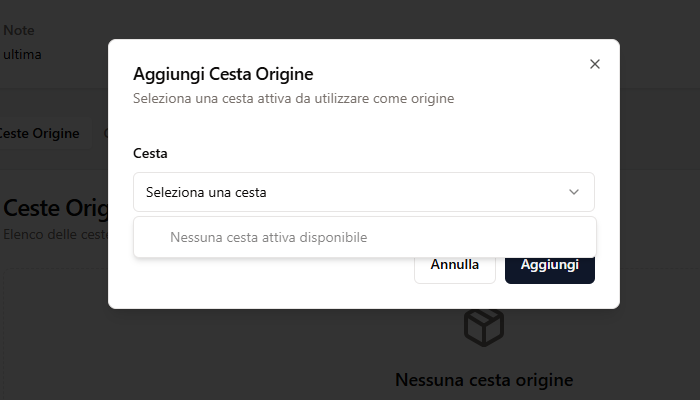 Note
ultima
Aggiungi Cesta Origine
Seleziona una cesta attiva da utilizzare come origine
Ceste Origine
Cesta
Seleziona una cesta
Ceste Orig
Elenco delle ceste
Nessuna cesta attiva disponibile
Annulla
Aggiungi
Nessuna cesta origine